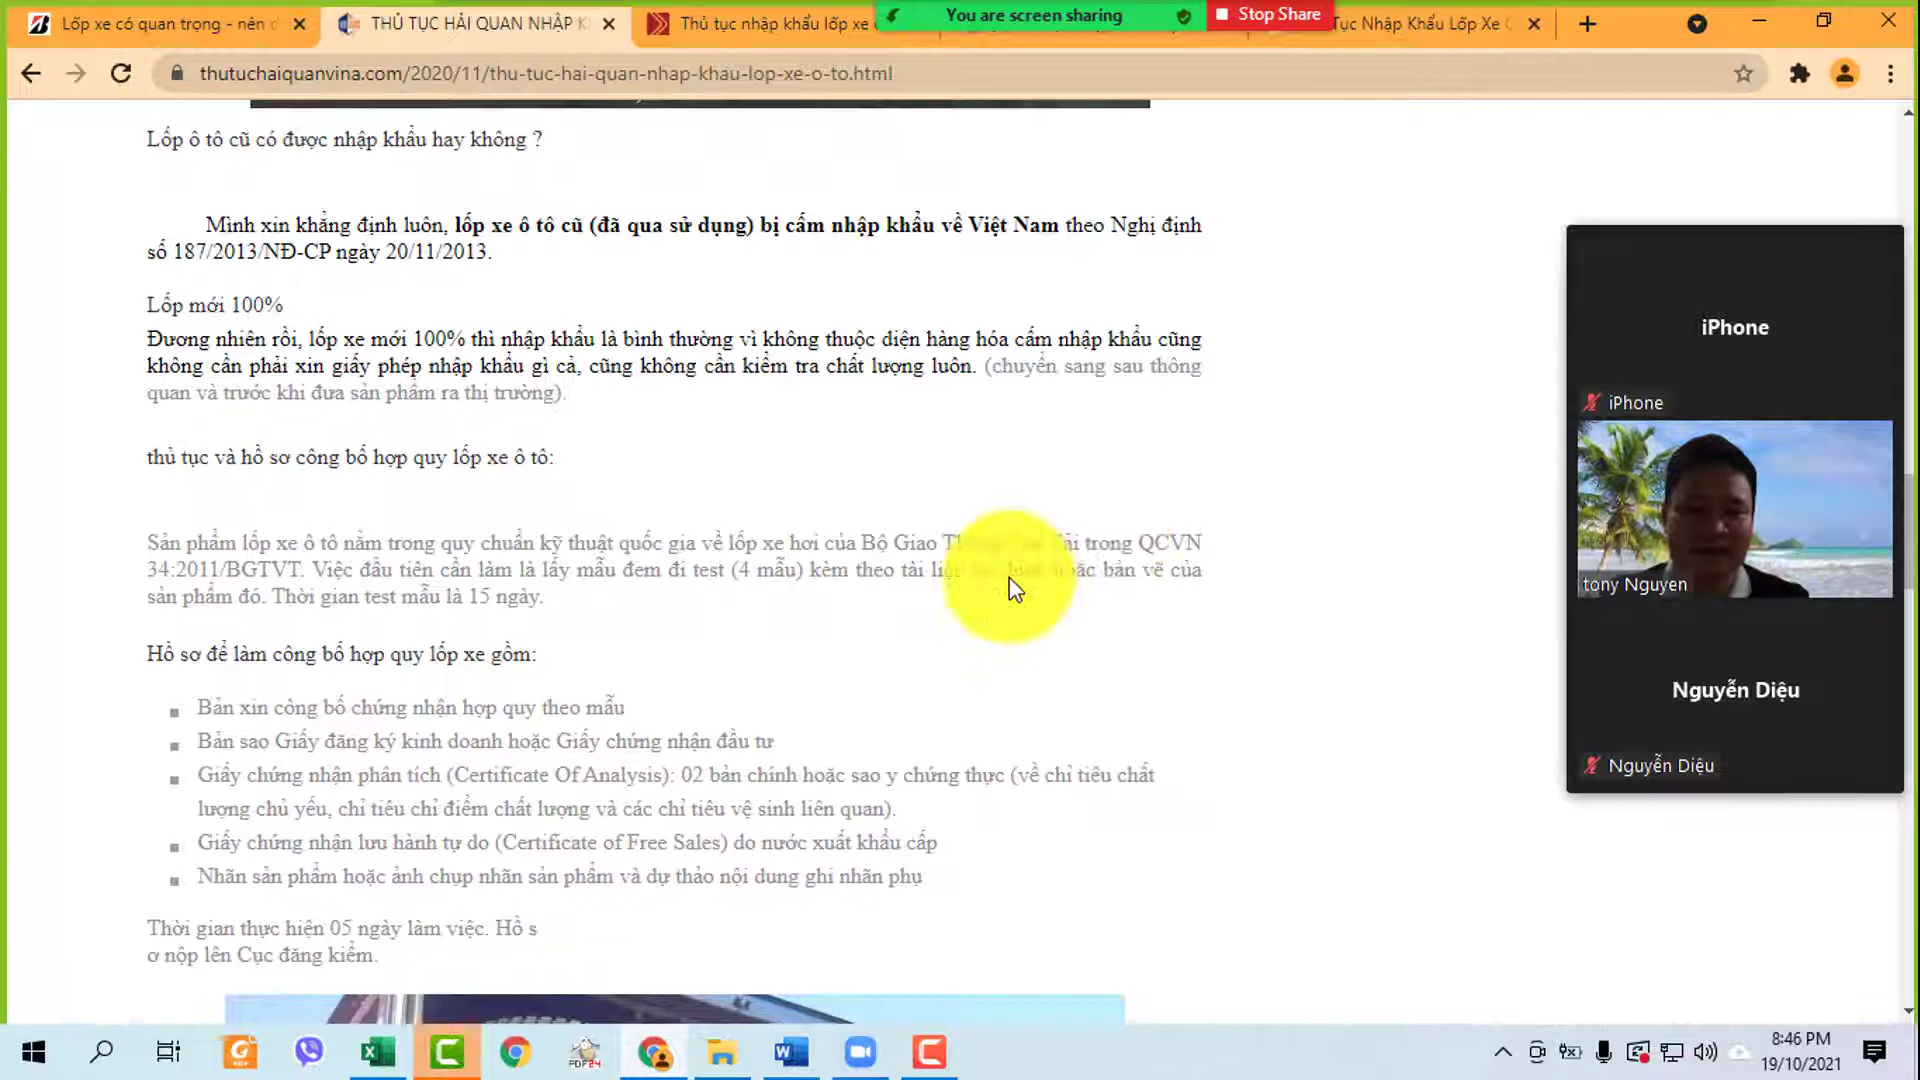 Lốp xe có quan trọng - nên đ
THỦ TỤC HẢI QUAN NHẬP K
Thủ tục nhập khẩu lốp xe
You are screen sharing
Stop Share
Tục Nhập Khẩu Lốp Xe
thutuchaiquanvina.com/2020/11/thu-tuc-hai-quan-nhap-khau-lop-xe-o-to.html
Lốp ô tô cũ có được nhập khẩu hay không ?
Mình xin khẳng định luôn, lốp xe ô tô cũ (đã qua sử dụng) bị cấm nhập khẩu về Việt Nam theo Nghị định
số 187/2013/NĐ-CP ngày 20/11/2013.
Lốp mới 100%
Đương nhiên rồi, lốp xe mới 100% thì nhập khẩu là bình thường vì không thuộc diện hàng hóa cấm nhập khẩu cũng
không cần phải xin giấy phép nhập khẩu gì cả, cũng không cần kiểm tra chất lượng luôn. (chuyển sang sau thông
quan và trước khi đưa sản phẩm ra thị trường).
thủ tục và hồ sơ công bố hợp quy lốp xe ô tô:
Sản phẩm lốp xe ô tô nằm trong quy chuẩn kỹ thuật quốc gia về lốp xe hơi của Bộ Giao Tải trong QCVN
34:2011/BGTVT. Việc đầu tiên cần làm là lấy mẫu đem đi test (4 mẫu) kèm theo tài liệu hoặc bản vẽ của
sản phẩm đó. Thời gian test mẫu là 15 ngày.
Hồ sơ để làm công bố hợp quy lốp xe gồm:
Bản xin công bố chứng nhận hợp quy theo mẫu
Bản sao Giấy đăng ký kinh doanh hoặc Giấy chứng nhận đầu tư
Giấy chứng nhận phân tích (Certificate Of Analysis): 02 bản chính hoặc sao y chứng thực (về chỉ tiêu chất
lượng chủ yếu, chỉ tiêu chỉ điểm chất lượng và các chỉ tiêu vệ sinh liên quan).
Giấy chứng nhận lưu hành tự do (Certificate of Free Sales) do nước xuất khẩu cấp
Nhãn sản phẩm hoặc ảnh chụp nhãn sản phẩm và dự thảo nội dung ghi nhãn phụ
Thời gian thực hiện 05 ngày làm việc. Hồ s
ơ nộp lên Cục đăng kiểm.
iPhone
iPhone
tony Nguyen
Nguyễn Diệu
Nguyễn Diệu
PDF24
8:46 PM
19/10/2021